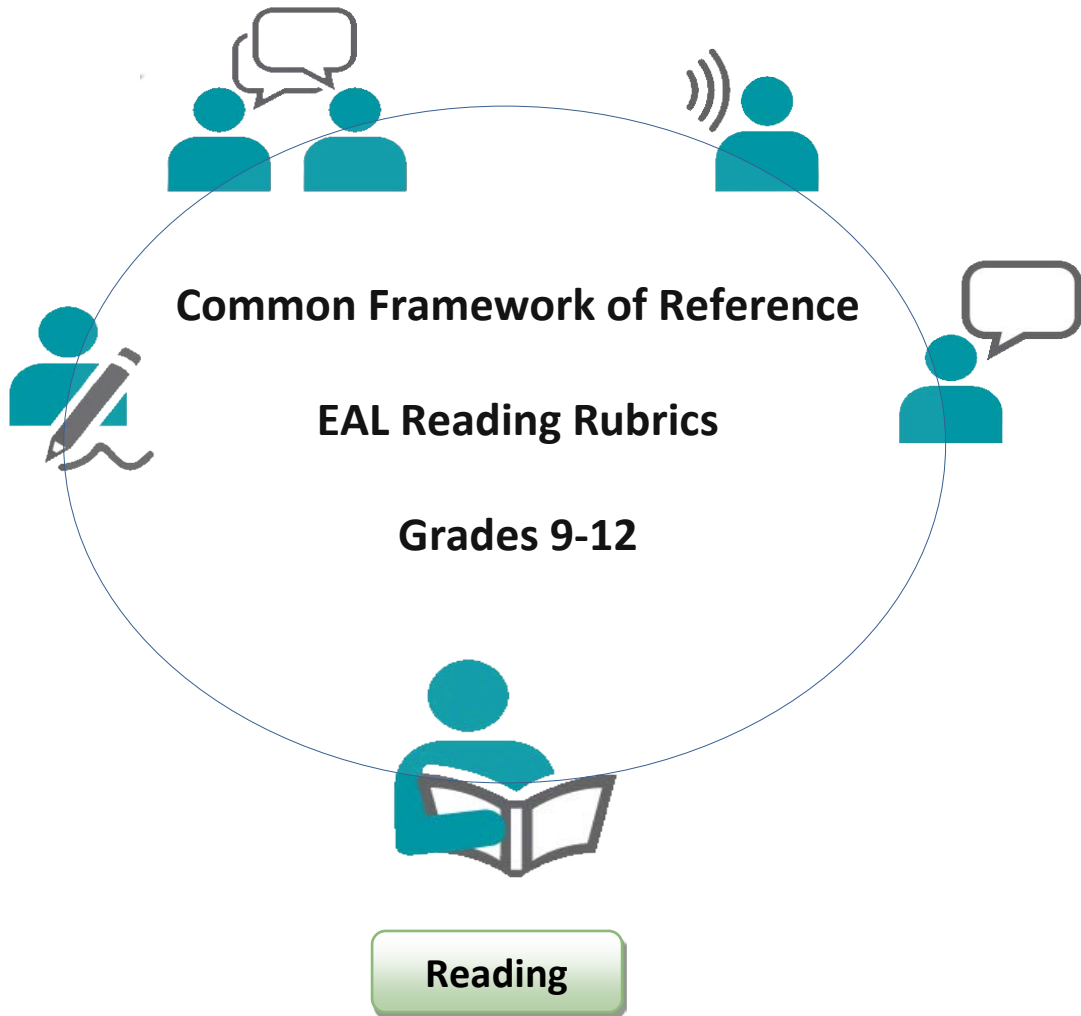 Common Framework of Reference
EAL Reading Rubrics
Grades 9-12
Reading